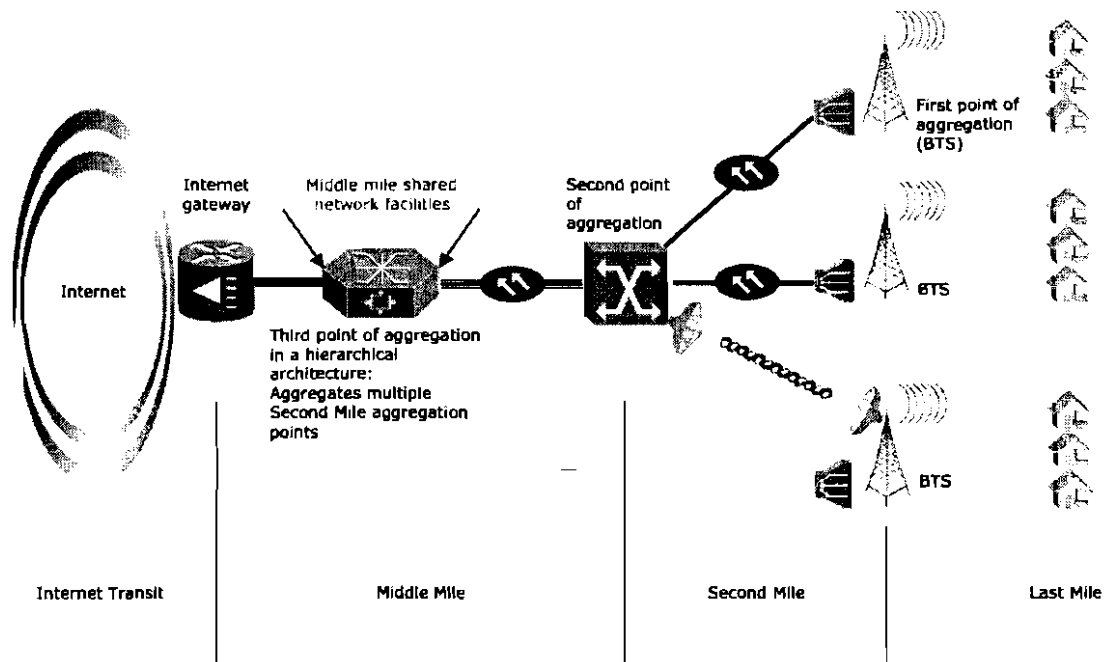 First point of
aggregation
(BTS)
Internet
gateway
Middle mile shared
network facilities
Second point
of
aggregation
Internet
BTS
Third point of aggregation
in a hierarchical
architecture:
Aggregates multiple
Second Mile aggregation
points
BTS
Internet Transit
Middle Mile
Second Mile
Last Mile